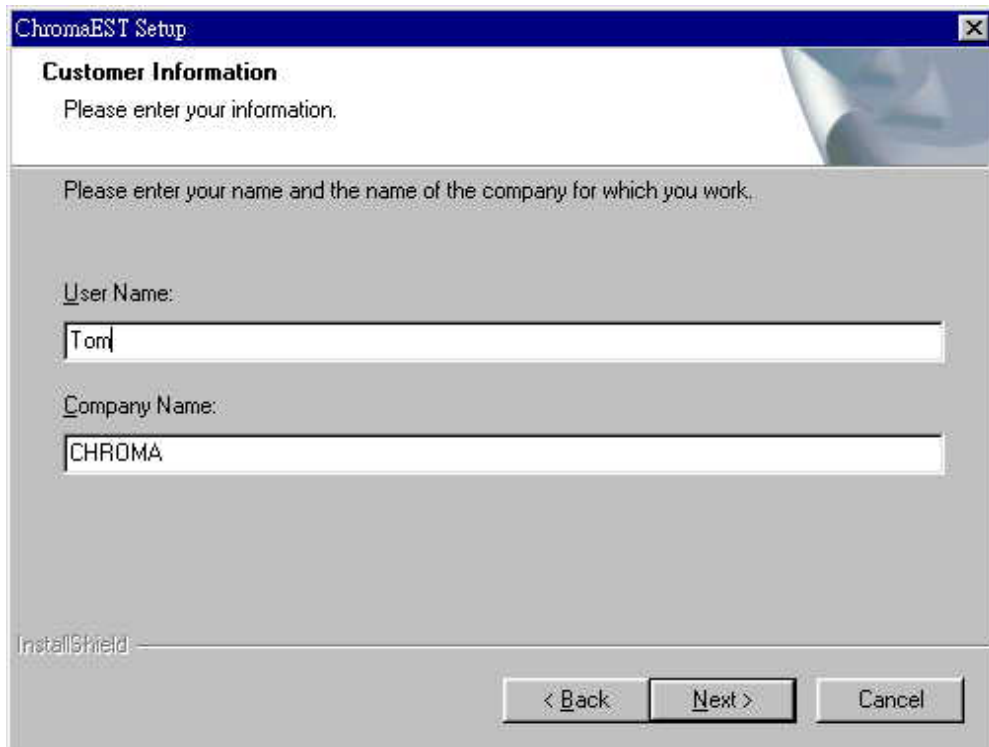 ChromaEST Setup
Customer Information
Please enter your information.
Please enter your name and the name of the company for which you work.
User Name:
Tom
Company Name:
CHROMA
InstallShield
< Back
Next >
Cancel